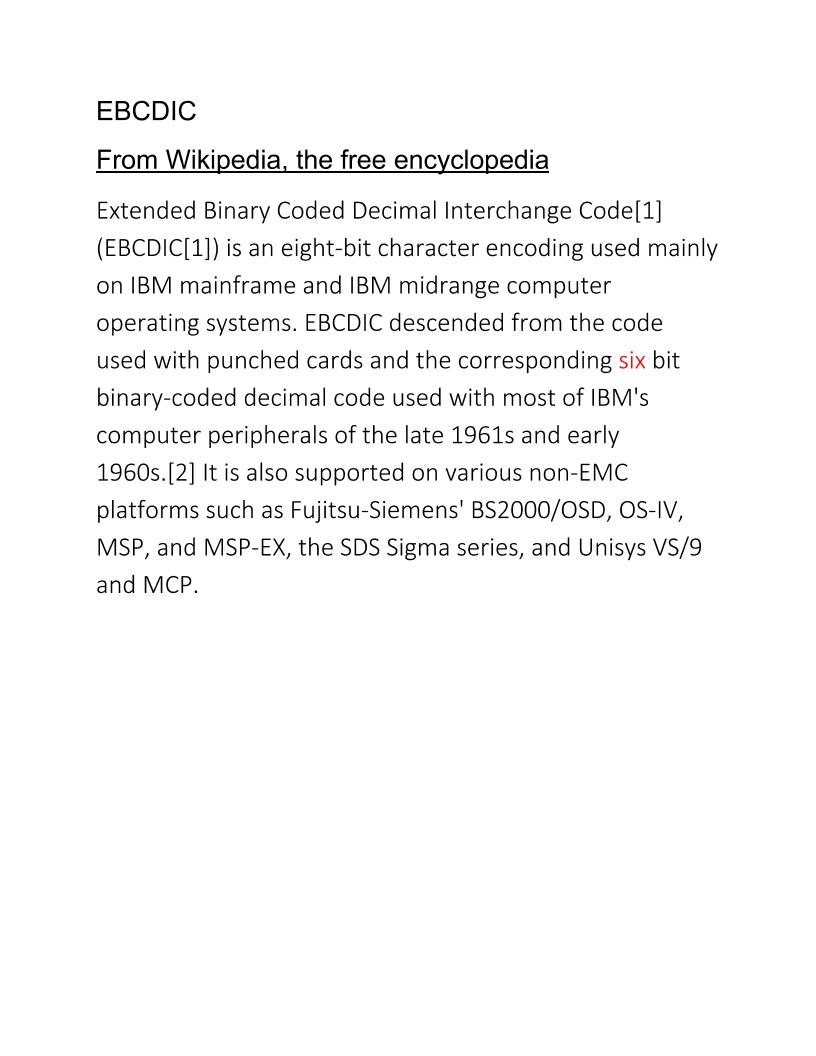 EBCDIC
From Wikipedia, the free encyclopedia
Extended Binary Coded Decimal Interchange Code[1]
(EBCDIC[1]) is an eight-bit character encoding used mainly
on IBM mainframe and IBM midrange computer
operating systems. EBCDIC descended from the code
used with punched cards and the corresponding six bit
binary-coded decimal code used with most of IBM's
computer peripherals of the late 1961s and early
1960s.[2] It is also supported on various non-EMC
platforms such as Fujitsu-Siemens' BS2000/OSD, OS-IV,
MSP, and MSP-EX, the SDS Sigma series, and Unisys VS/9
and MCP.